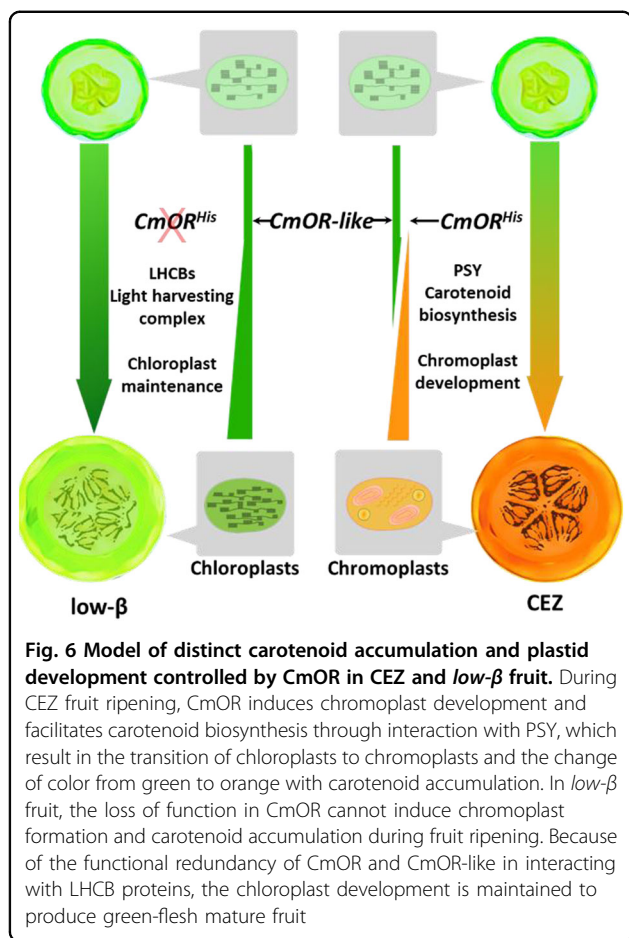 CmOR^His ←CmOR-like→ ←CmOR^His
LHCBs
Light harvesting
complex
Chloroplast
maintenance
PSY
Carotenoid
biosynthesis
Chromoplast
development
Chloroplasts Chromoplasts
low-β CEZ
Fig. 6 Model of distinct carotenoid accumulation and plastid
development controlled by CmOR in CEZ and low-β fruit. During
CEZ fruit ripening, CmOR induces chromoplast development and
facilitates carotenoid biosynthesis through interaction with PSY, which
result in the transition of chloroplasts to chromoplasts and the change
of color from green to orange with carotenoid accumulation. In low-β
fruit, the loss of function in CmOR cannot induce chromoplast
formation and carotenoid accumulation during fruit ripening. Because
of the functional redundancy of CmOR and CmOR-like in interacting
with LHCB proteins, the chloroplast development is maintained to
produce green-flesh mature fruit